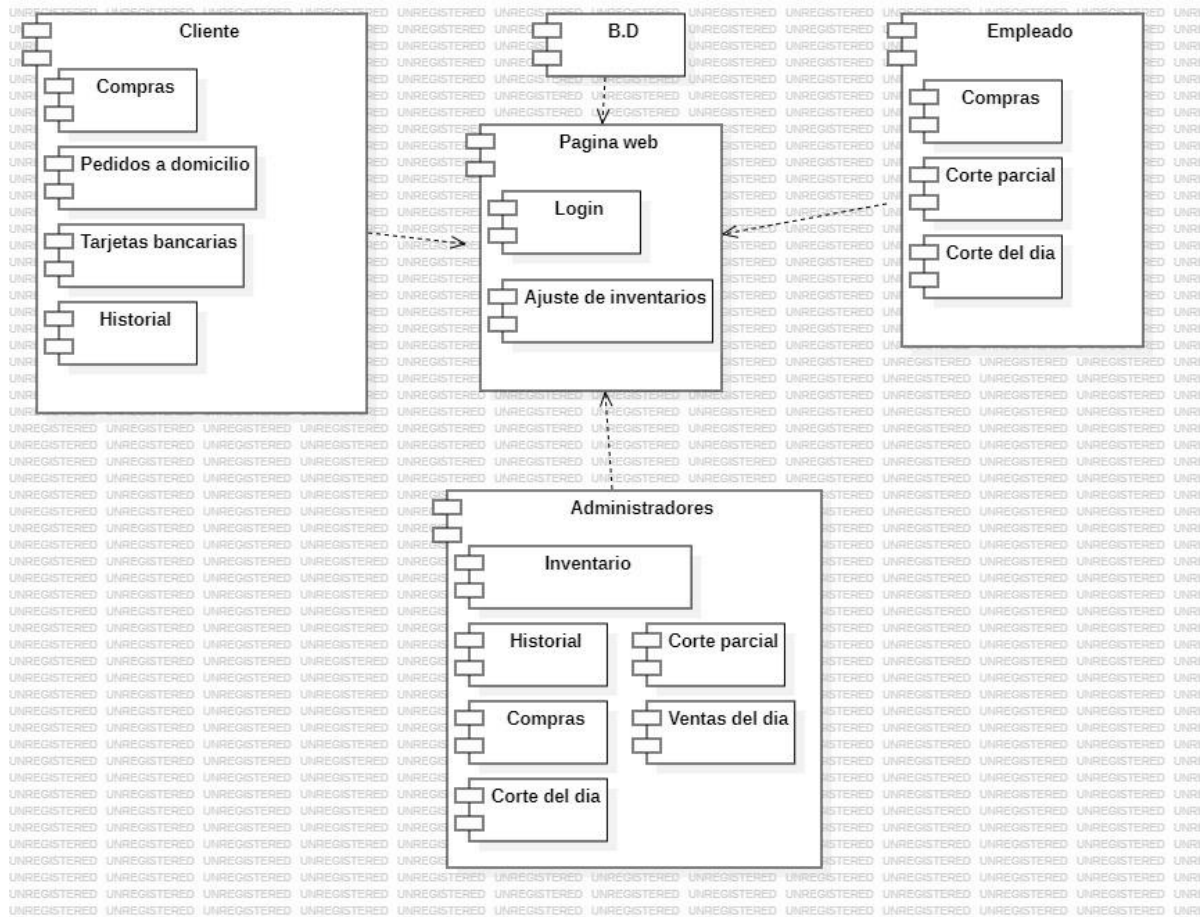 Cliente
Compras
Pedidos a domicilio
Tarjetas bancarias
Historial
B.D
Pagina web
Login
Ajuste de inventarios
Empleado
Compras
Corte parcial
Corte del dia
Administradores
Inventario
Historial
Corte parcial
Compras
Ventas del dia
Corte del dia
UNREGISTERED